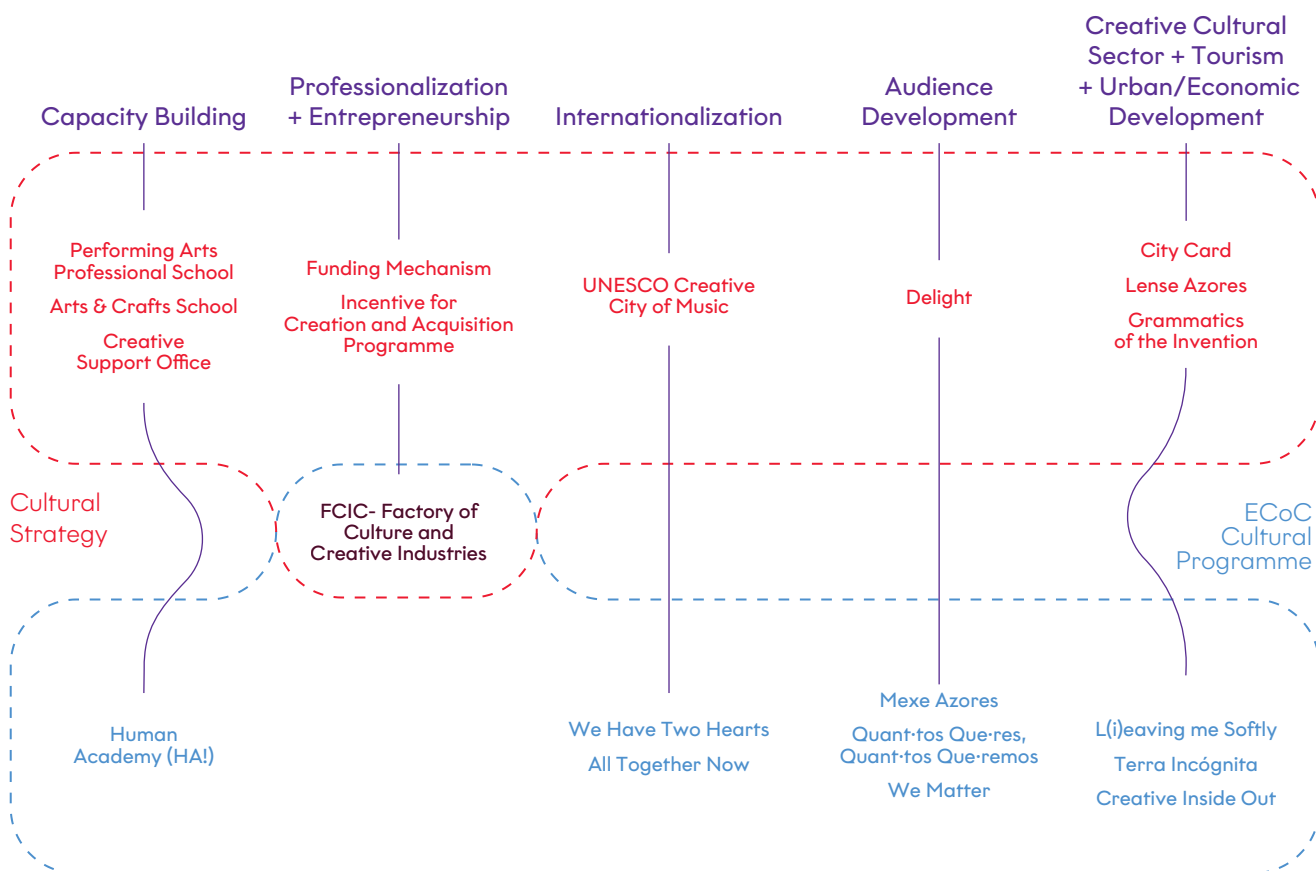 Capacity Building
Professionalization
+ Entrepreneurship
Internationalization
Audience
Development
Creative Cultural
Sector + Tourism
+ Urban/Economic
Development
Performing Arts
Professional School
Arts & Crafts School
Creative
Support Office
Funding Mechanism
Incentive for
Creation and Acquisition
Programme
UNESCO Creative
City of Music
Delight
City Card
Lense Azores
Grammatics
of the Invention
Cultural
Strategy
FCIC- Factory of
Culture and
Creative Industries
ECoC
Cultural
Programme
Human
Academy (HA!)
We Have Two Hearts
All Together Now
Mexe Azores
Quant·tos Que·res,
Quant·tos Que·remos
We Matter
L(i)eaving me Softly
Terra Incógnita
Creative Inside Out